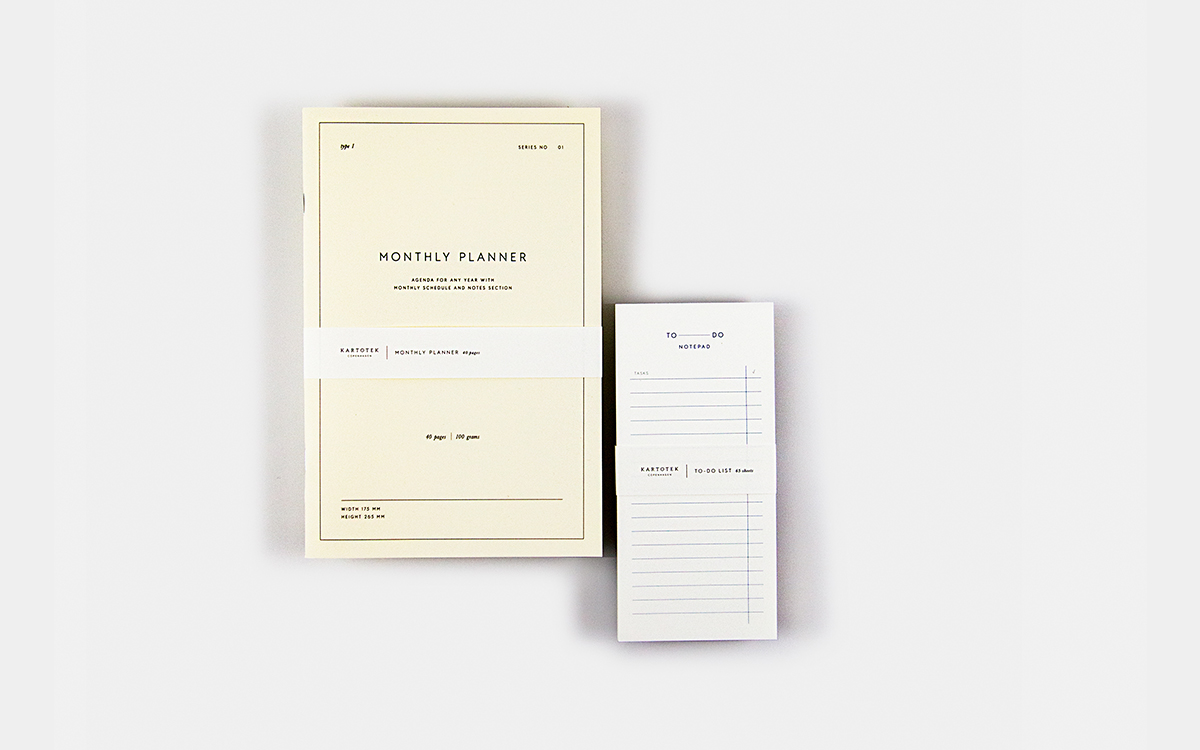 type 1
SERIES NO 01
MONTHLY PLANNER
AGENDA FOR ANY YEAR WITH
MONTHLY SCHEDULE AND NOTES SECTION
KARTOTEK
COPENHAGEN
MONTHLY PLANNER 40 pages
40 pages | 100 grams
WIDTH 175 MM
HEIGHT 265 MM
TO DO
NOTEPAD
TASKS
KARTOTEK
COPENHAGEN
TO-DO LIST 65 sheets